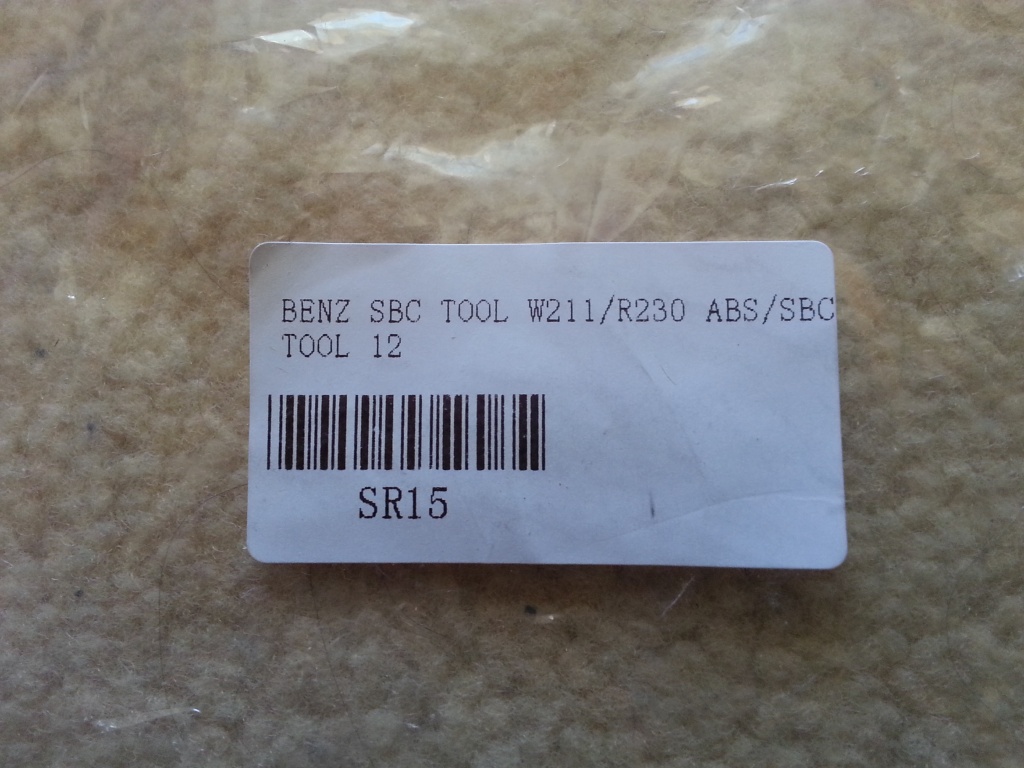 BENZ SBC TOOL W211/R230 ABS/SBC
TOOL 12
SR15